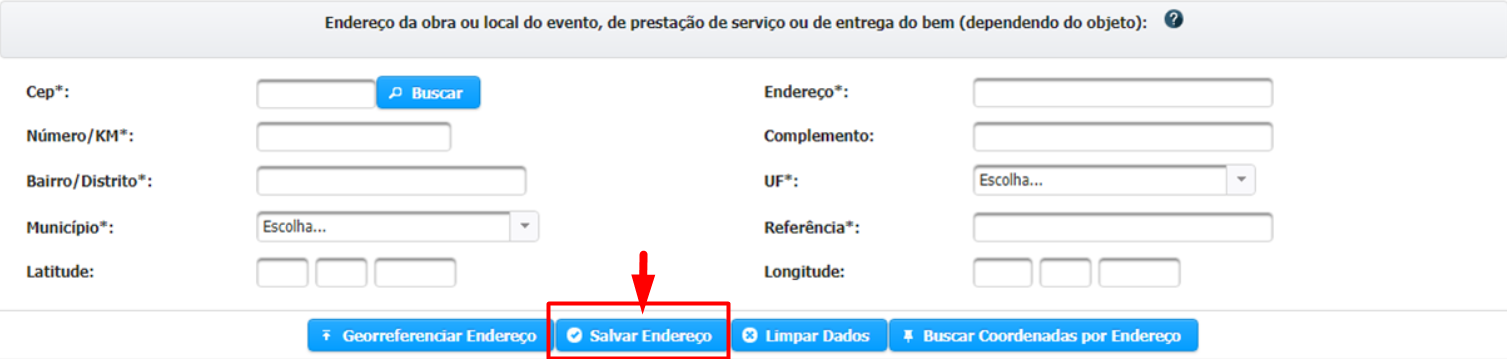 Endereço da obra ou local do evento, de prestação de serviço ou de entrega do bem (dependendo do objeto): ?
Cep*: Buscar Endereço*:
Número/KM*: Complemento:
Bairro/Distrito*: UF*: Escolha...
Município*: Escolha... Referência*:
Latitude: Longitude:
Georreferenciar Endereço Salvar Endereço Limpar Dados Buscar Coordenadas por Endereço